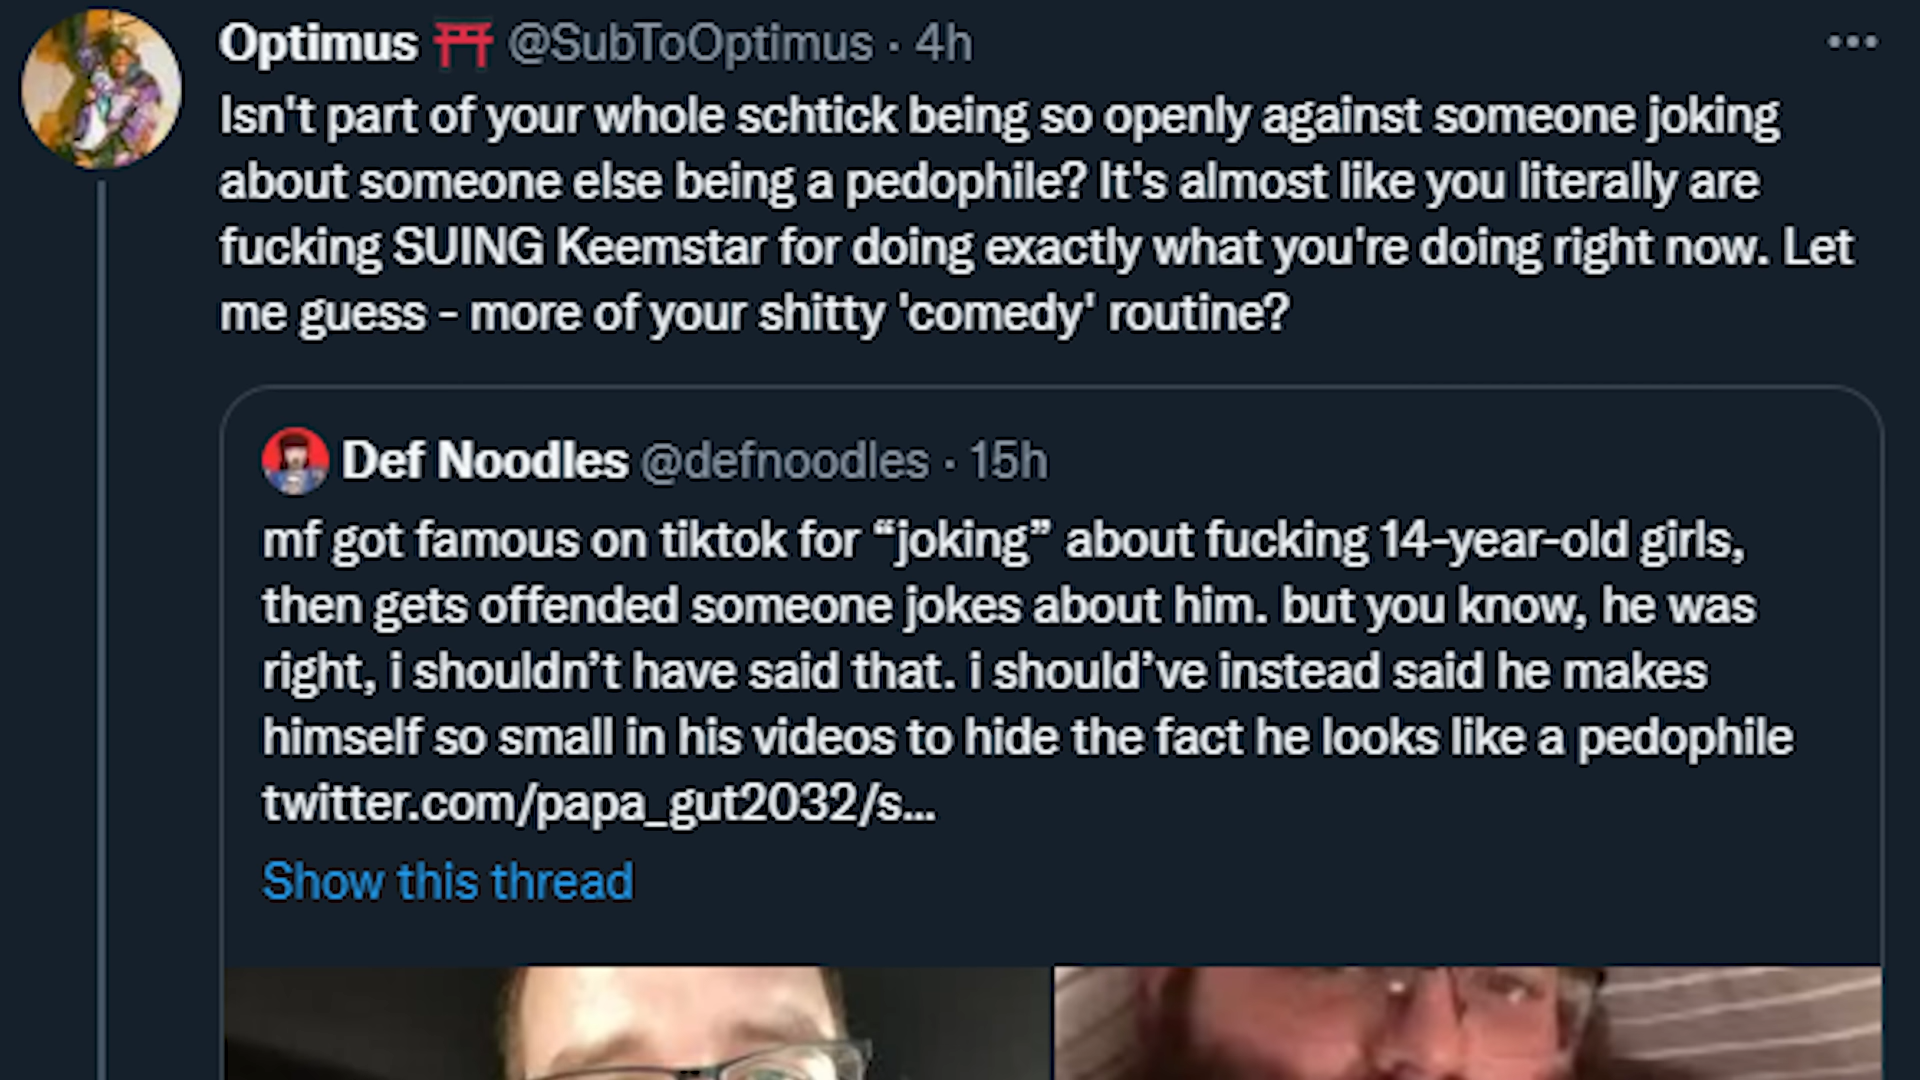 Optimus ⛩ @SubToOptimus · 4h
Isn't part of your whole schtick being so openly against someone joking
about someone else being a pedophile? It's almost like you literally are
fucking SUING Keemstar for doing exactly what you're doing right now. Let
me guess - more of your shitty 'comedy' routine?
Def Noodles @defnoodles · 15h
mf got famous on tiktok for “joking” about fucking 14-year-old girls,
then gets offended someone jokes about him. but you know, he was
right, i shouldn’t have said that. i should’ve instead said he makes
himself so small in his videos to hide the fact he looks like a pedophile
twitter.com/papa_gut2032/s...
Show this thread